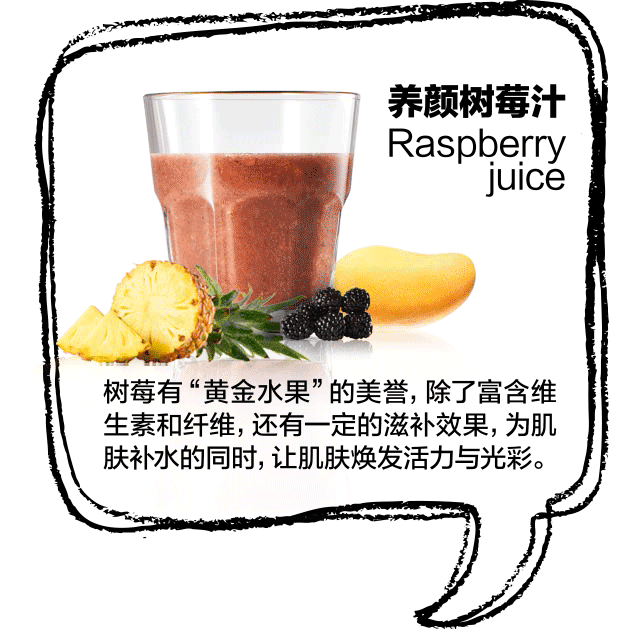 养颜树莓汁
Raspberry
juice
树莓有“黄金水果”的美誉，除了富含维
生素和纤维，还有一定的滋补效果，为肌
肤补水的同时，让肌肤焕发活力与光彩。